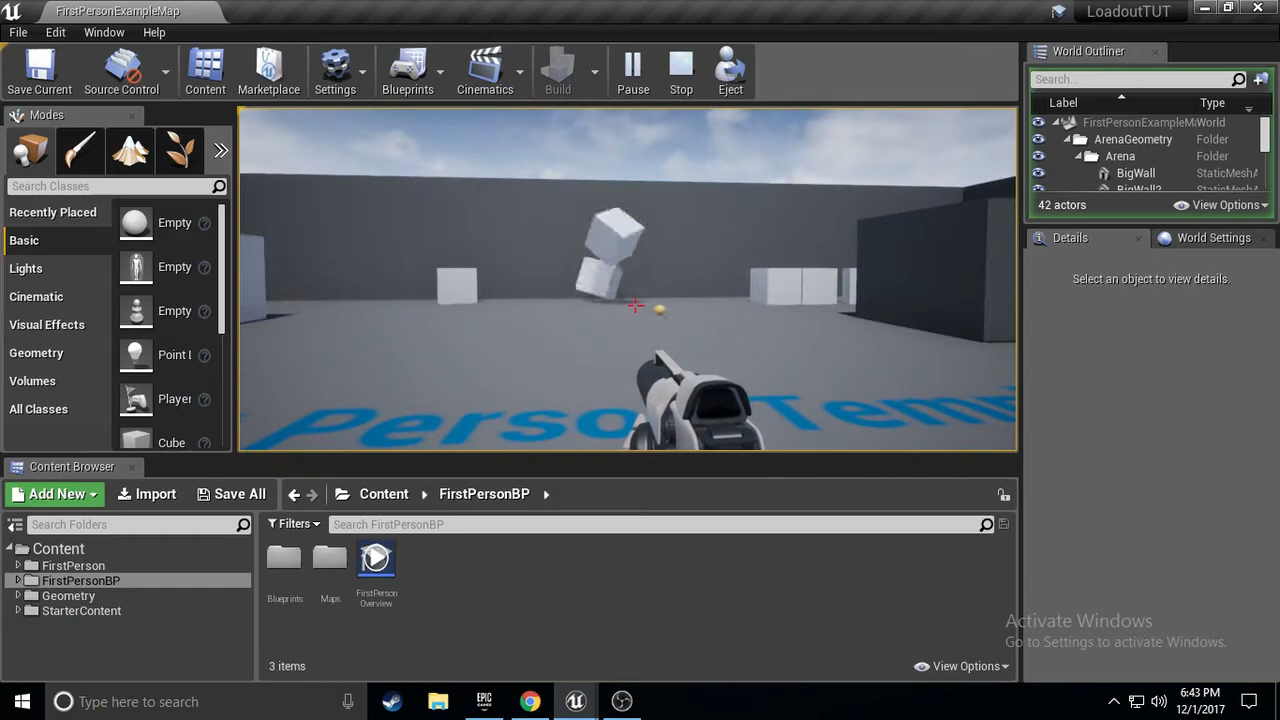 FirstPersonExampleMap
LoadoutTUT
File Edit Window Help
Save Current
Source Control
Content
Marketplace
Settings
Blueprints
Cinematics
Build
Pause
Stop
Eject
Modes
Search Classes
Recently Placed
Basic
Lights
Cinematic
Visual Effects
Geometry
Volumes
All Classes
Empty
Empty
Empty
Point L
Player
Cube
Person Temp
World Outliner
Search...
Label Type
FirstPersonExampleMa World
ArenaGeometry Folder
Arena Folder
BigWall StaticMeshA
BigWall2
42 actors
View Options
Details
World Settings
Select an object to view details.
Content Browser
Add New
Import
Save All
Content
FirstPersonBP
Search Folders
Filters
Search FirstPersonBP
Content
FirstPerson
FirstPersonBP
Geometry
StarterContent
Blueprints
Maps
FirstPerson
Overview
3 items
View Options
Activate Windows
Go to Settings to activate Windows.
Type here to search
EPIC
GAMES
6:43 PM
12/1/2017